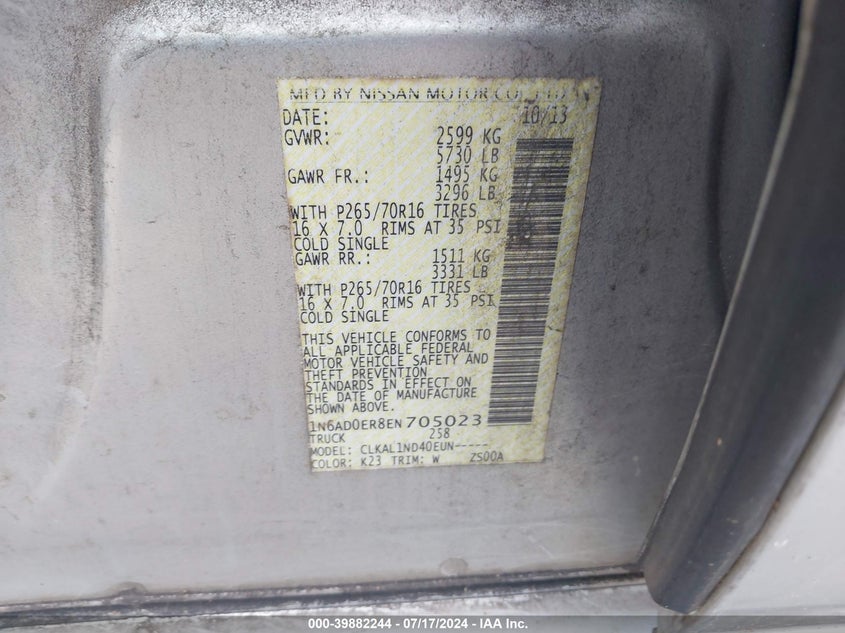 MFD BY NISSAN MOTOR CO., LTD.
DATE: 10/13
GVWR: 2599 KG
5730 LB
GAWR FR.: 1495 KG
3296 LB
WITH P265/70R16 TIRES
16 X 7.0 RIMS AT 35 PSI
COLD SINGLE
GAWR RR.: 1511 KG
3331 LB
WITH P265/70R16 TIRES
16 X 7.0 RIMS AT 35 PSI
COLD SINGLE
THIS VEHICLE CONFORMS TO
ALL APPLICABLE FEDERAL
MOTOR VEHICLE SAFETY AND
THEFT PREVENTION
STANDARDS IN EFFECT ON
THE DATE OF MANUFACTURE
SHOWN ABOVE.
1N6AD0ER8EN705023
TRUCK 258
MODEL: CLKAL1ND40EUN-----
COLOR: K23 TRIM: W ZS00A
000-39882244 / 07/17/2024 - ©IAA Inc.